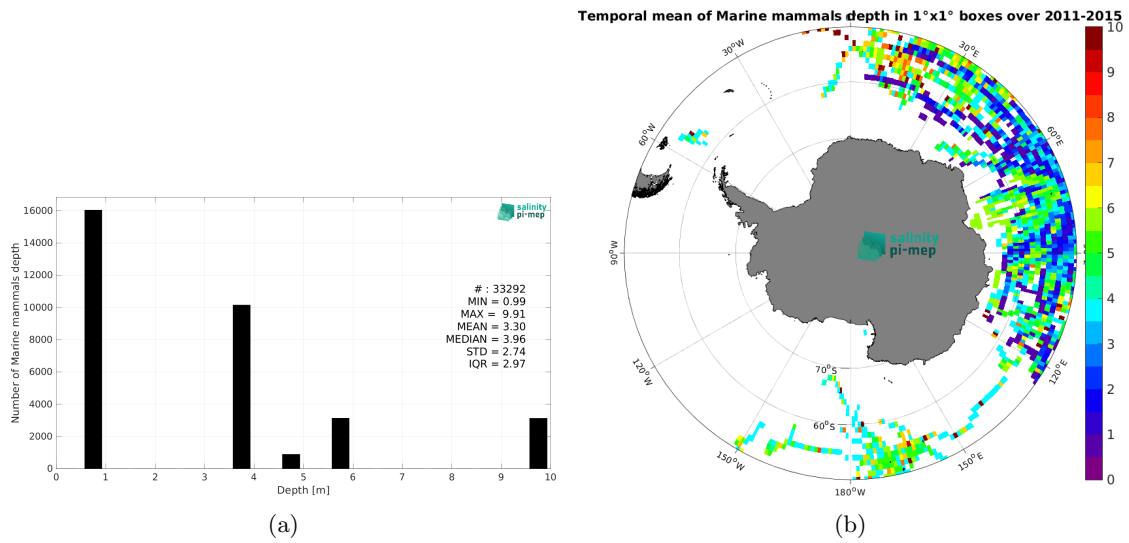 16000
14000
12000
10000
8000
6000
4000
2000
0
Number of Marine mammals depth
salinity
pi-mep
# : 33292
MIN = 0.99
MAX = 9.91
MEAN = 3.30
MEDIAN = 3.96
STD = 2.74
IQR = 2.97
0 1 2 3 4 5 6 7 8 9 10
Depth [m]
(a)
Temporal mean of Marine mammals depth in 1°x1° boxes over 2011-2015
30°W
30°E
60°W
60°E
90°W
salinity
pi-mep
120°W
120°E
70°S
60°S
150°W
150°E
180°W
10
9
8
7
6
5
4
3
2
1
0
(b)